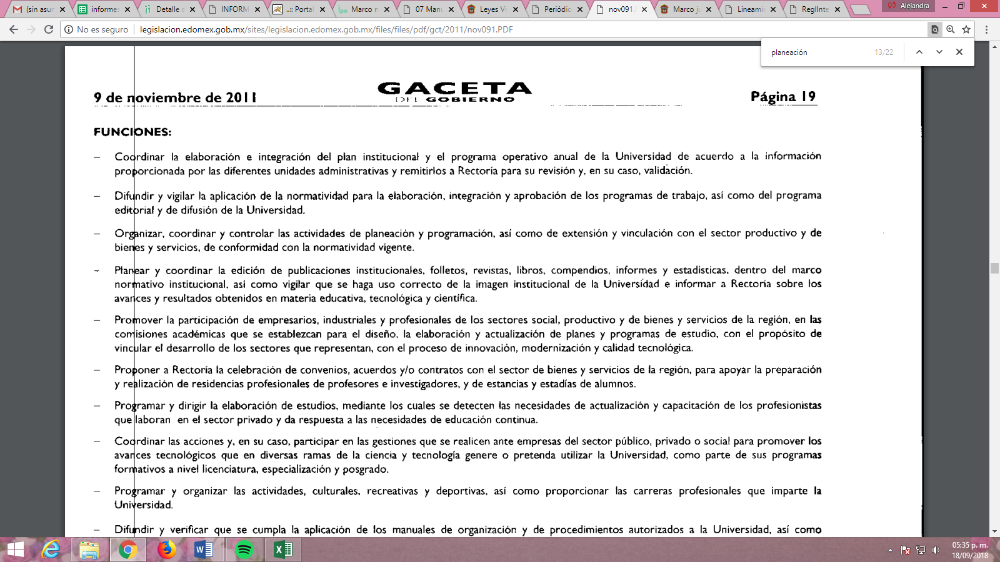 (sin asun
informes
Detalle d
INFORM
..:: Portal
Marco n
07 Manu
Leyes Vi
Periódic
nov091.
Marco ju
Lineami
ReglInte
Alejandra
No es seguro
legislacion.edomex.gob.mx/sites/legislacion.edomex.gob.mx/files/files/pdf/gct/2011/nov091.PDF
planeación 13/22
9 de noviembre de 2011
GACETA
DEL GOBIERNO
Página 19
FUNCIONES:
– Coordinar la elaboración e integración del plan institucional y el programa operativo anual de la Universidad de acuerdo a la información
proporcionada por las diferentes unidades administrativas y remitirlos a Rectoría para su revisión y, en su caso, validación.
– Difundir y vigilar la aplicación de la normatividad para la elaboración, integración y aprobación de los programas de trabajo, así como del programa
editorial y de difusión de la Universidad.
– Organizar, coordinar y controlar las actividades de planeación y programación, así como de extensión y vinculación con el sector productivo y de
bienes y servicios, de conformidad con la normatividad vigente.
– Planear y coordinar la edición de publicaciones institucionales, folletos, revistas, libros, compendios, informes y estadísticas, dentro del marco
normativo institucional, así como vigilar que se haga uso correcto de la imagen institucional de la Universidad e informar a Rectoría sobre los
avances y resultados obtenidos en materia educativa, tecnológica y científica.
– Promover la participación de empresarios, industriales y profesionales de los sectores social, productivo y de bienes y servicios de la región, en las
comisiones académicas que se establezcan para el diseño, la elaboración y actualización de planes y programas de estudio, con el propósito de
vincular el desarrollo de los sectores que representan, con el proceso de innovación, modernización y calidad tecnológica.
– Proponer a Rectoría la celebración de convenios, acuerdos y/o contratos con el sector de bienes y servicios de la región, para apoyar la preparación
y realización de residencias profesionales de profesores e investigadores, y de estancias y estadías de alumnos.
– Programar y dirigir la elaboración de estudios, mediante los cuales se detecten las necesidades de actualización y capacitación de los profesionistas
que laboran en el sector privado y da respuesta a las necesidades de educación continua.
– Coordinar las acciones y, en su caso, participar en las gestiones que se realicen ante empresas del sector público, privado o social para promover los
avances tecnológicos que en diversas ramas de la ciencia y tecnología genere o pretenda utilizar la Universidad, como parte de sus programas
formativos a nivel licenciatura, especialización y posgrado.
– Programar y organizar las actividades, culturales, recreativas y deportivas, así como proporcionar las carreras profesionales que imparte la
Universidad.
– Difundir y verificar que se cumpla la aplicación de los manuales de organización y de procedimientos autorizados a la Universidad, así como
05:35 p. m.
18/09/2018